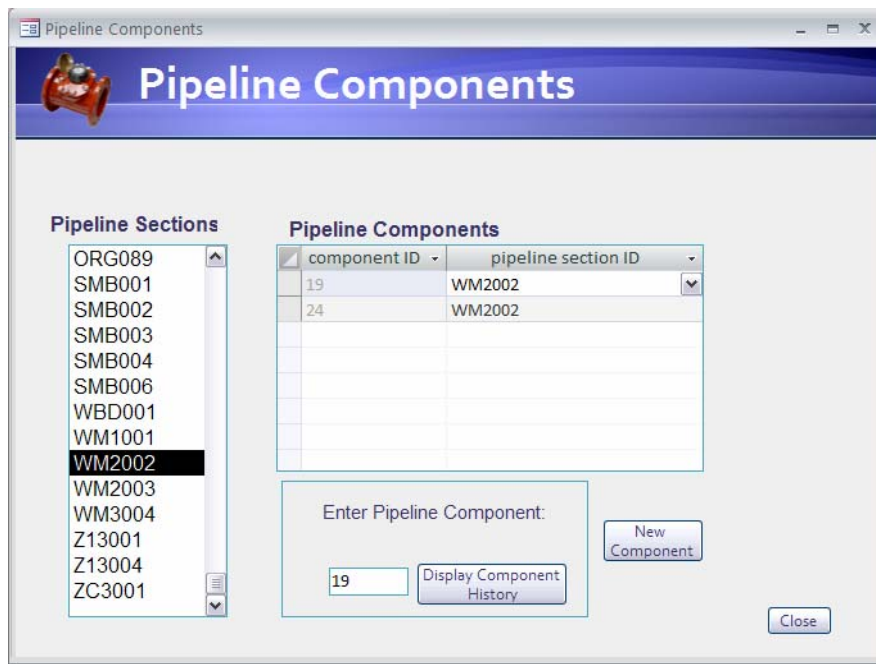 Pipeline Components
Pipeline Components
Pipeline Sections
ORG089
SMB001
SMB002
SMB003
SMB004
SMB006
WBD001
WM1001
WM2002
WM2003
WM3004
Z13001
Z13004
ZC3001
Pipeline Components
component ID pipeline section ID
19 WM2002
24 WM2002
Enter Pipeline Component:
19
Display Component
History
New
Component
Close